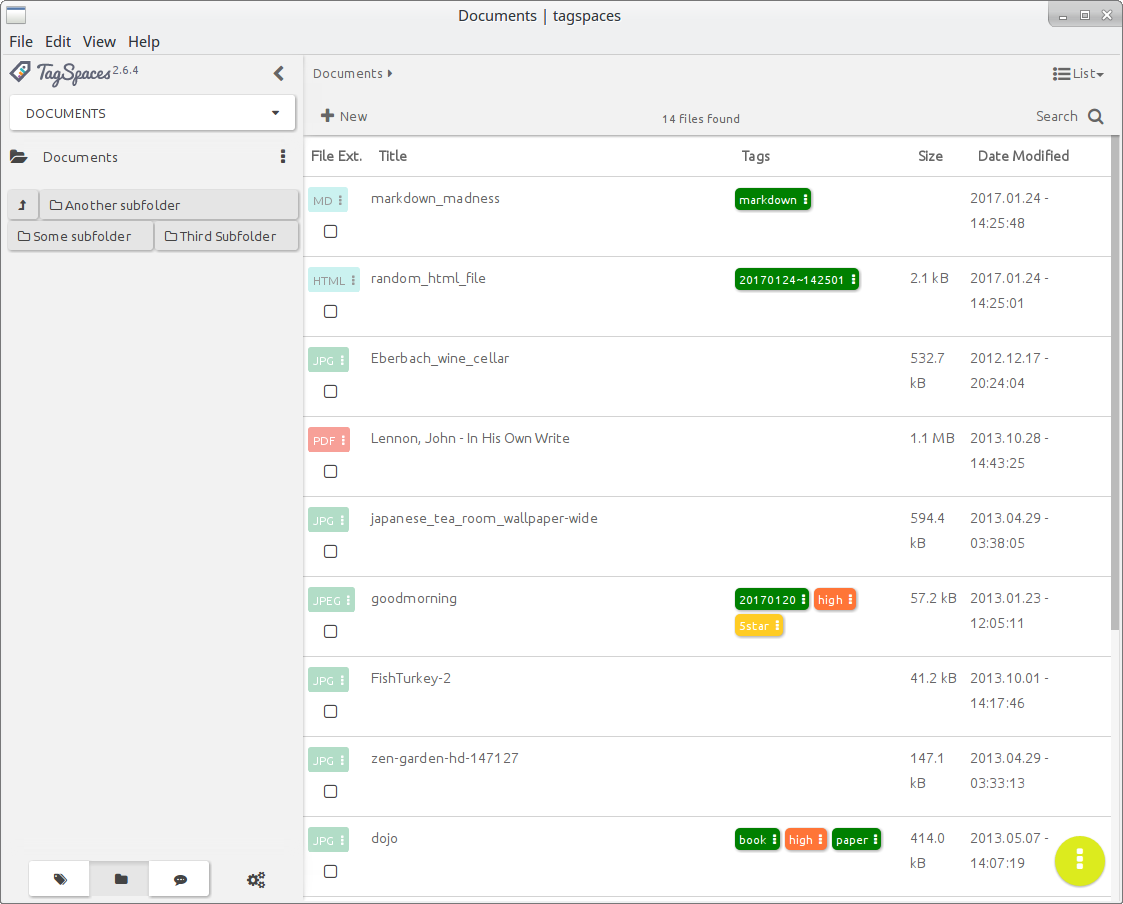 Documents | tagspaces
File Edit View Help
TagSpaces 2.6.4
DOCUMENTS
Documents
Another subfolder
Some subfolder
Third Subfolder
Documents
List
New
14 files found
Search
File Ext. Title Tags Size Date Modified
MD markdown_madness markdown 2017.01.24 -
14:25:48
HTML random_html_file 20170124~142501 2.1 kB 2017.01.24 -
14:25:01
JPG Eberbach_wine_cellar 532.7 2012.12.17 -
kB 20:24:04
PDF Lennon, John - In His Own Write 1.1 MB 2013.10.28 -
14:43:25
JPG japanese_tea_room_wallpaper-wide 594.4 2013.04.29 -
kB 03:38:05
JPEG goodmorning 20170120 high 57.2 kB 2013.01.23 -
5star 12:05:11
JPG FishTurkey-2 41.2 kB 2013.10.01 -
14:17:46
JPG zen-garden-hd-147127 147.1 2013.04.29 -
kB 03:33:13
JPG dojo book high paper 414.0 2013.05.07 -
kB 14:07:19